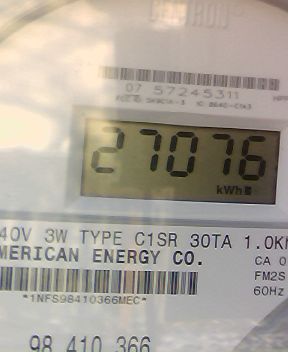 CENTRON
07 57245311
27076
kWh
40V 3W TYPE C1SR 30TA 1.0K
MERICAN ENERGY CO.
CA 0
FM2S
60Hz
*1NFS98410366MEC*
98 410 366